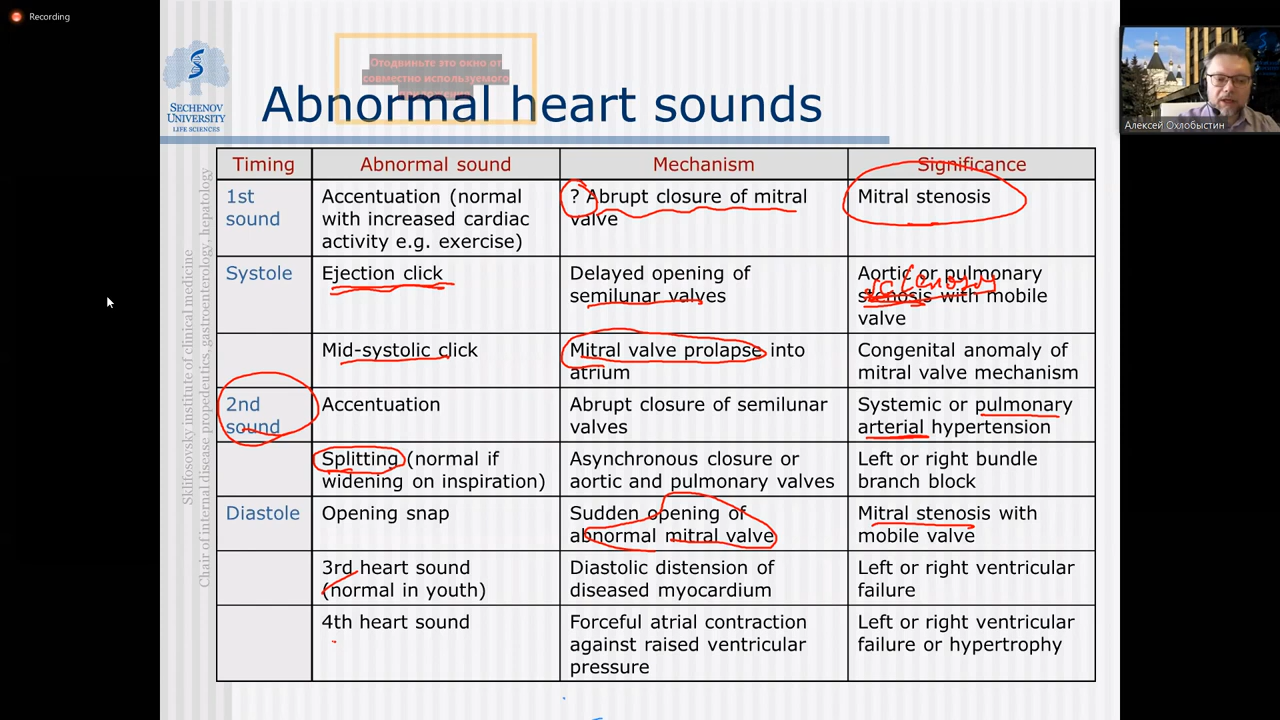 Recording
Отодвиньте это окно от
совместно используемого
SECHENOV
UNIVERSITY
LIFE SCIENCES
Abnormal heart sounds
Алексей Охлобыстин
Sklifosovsky institute of clinical medicine
Chair of internal disease propedeutics, gastroenterology, hepatology
Timing Abnormal sound Mechanism Significance
1st sound
Accentuation (normal
with increased cardiac
activity e.g. exercise)
? Abrupt closure of mitral
valve
Mitral stenosis
Systole
Ejection click
Delayed opening of
semilunar valves
Aortic or pulmonary
stenosis with mobile
valve
Mid-systolic click
Mitral valve prolapse into
atrium
Congenital anomaly of
mitral valve mechanism
2nd
sound
Accentuation
Abrupt closure of semilunar
valves
Systemic or pulmonary
arterial hypertension
Splitting (normal if
widening on inspiration)
Asynchronous closure or
aortic and pulmonary valves
Left or right bundle
branch block
Diastole
Opening snap
Sudden opening of
abnormal mitral valve
Mitral stenosis with
mobile valve
3rd heart sound
(normal in youth)
Diastolic distension of
diseased myocardium
Left or right ventricular
failure
4th heart sound
Forceful atrial contraction
against raised ventricular
pressure
Left or right ventricular
failure or hypertrophy